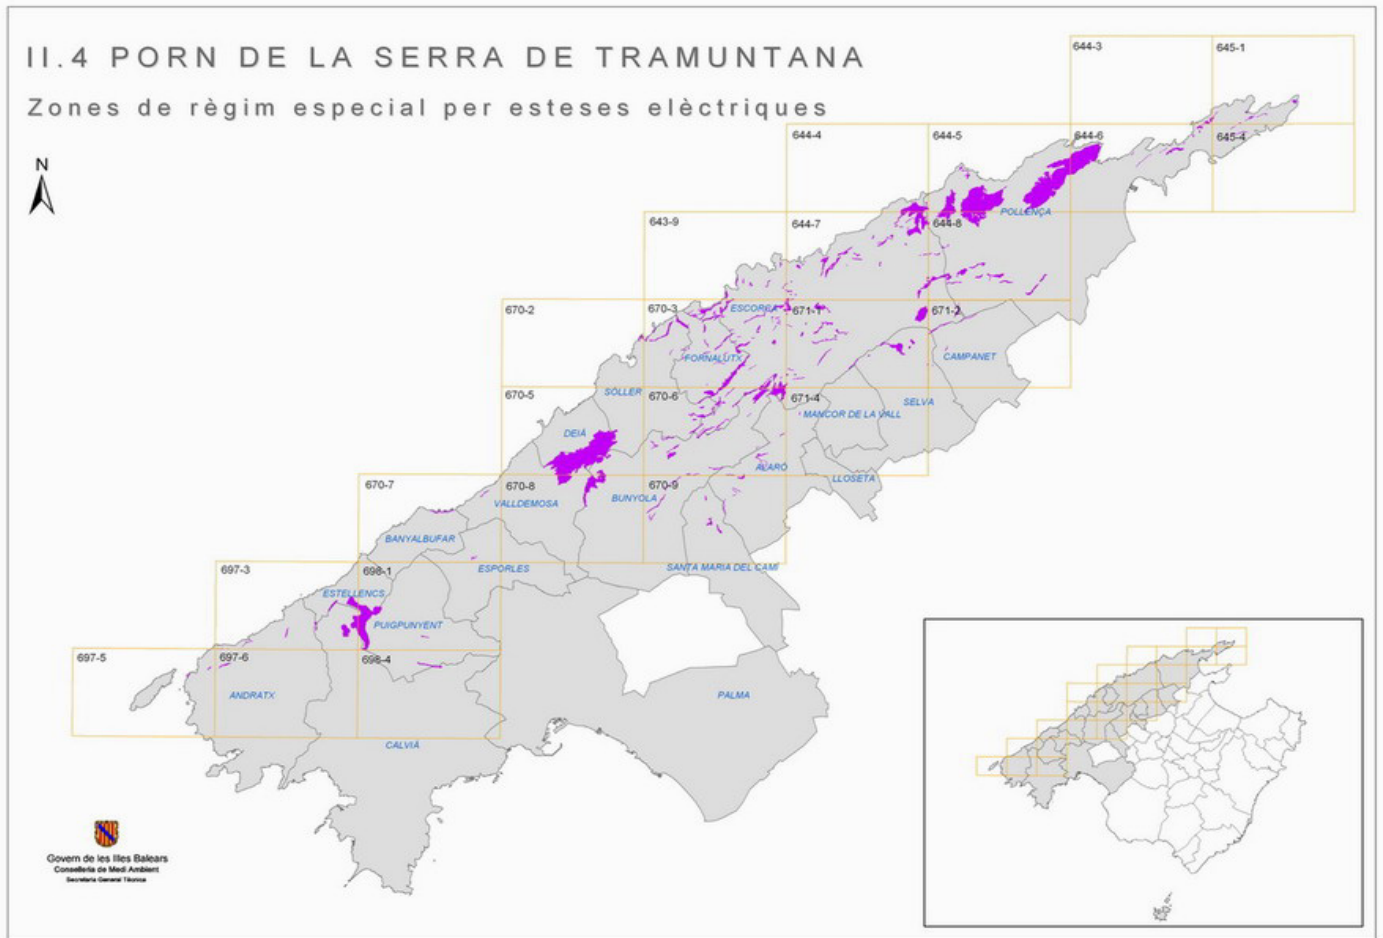 II.4 PORN DE LA SERRA DE TRAMUNTANA
Zones de règim especial per esteses elèctriques
N
644-3
645-1
644-4
644-5
644-6
645-4
643-9
644-7
644-8
POLLENÇA
670-2
670-3
ESCORCA
671-1
671-2
FORNALUTX
CAMPANET
670-5
SÓLLER
670-6
671-4
MANCOR DE LA VALL
SELVA
DEIÀ
ALARÓ
LLOSETA
670-7
670-8
670-9
VALLDEMOSA
BUNYOLA
BANYALBUFAR
697-3
698-1
ESPORLES
SANTA MARIA DEL CAMÍ
ESTELLENCS
PUIGPUNYENT
697-5
697-6
698-4
ANDRATX
PALMA
CALVIÀ
Govern de les Illes Balears
Conselleria de Medi Ambient
Secretaria General Tècnica